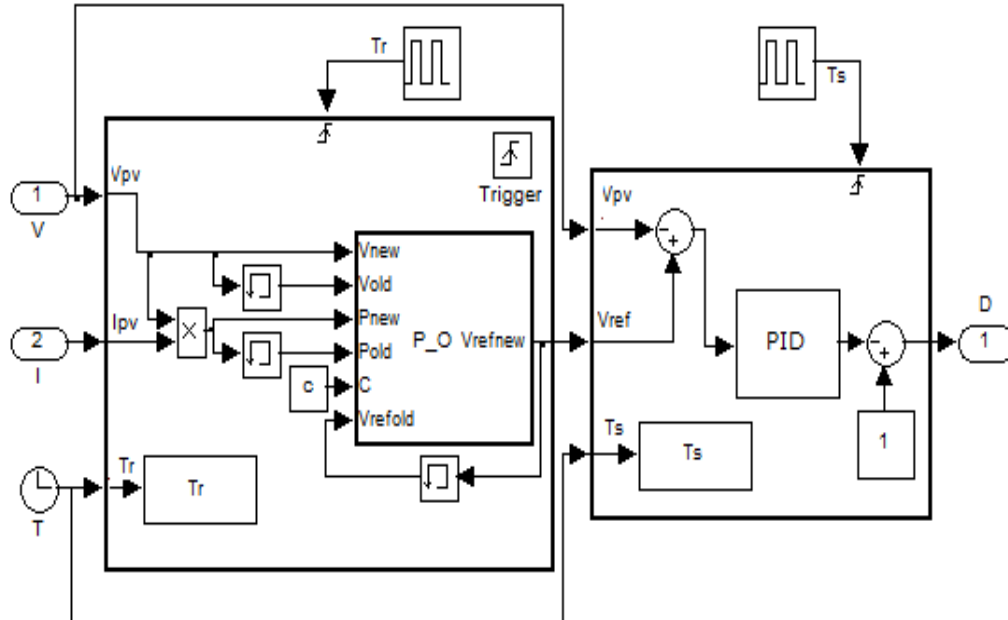 Tr
Ts
Vpv
Trigger
1
V
Vnew
Vold
Pnew
Pold
P_O
Vrefnew
c
C
Vrefold
Ipv
×
2
I
Tr
Tr
T
Vpv
-
+
Vref
PID
-
+
D
1
1
Ts
Ts